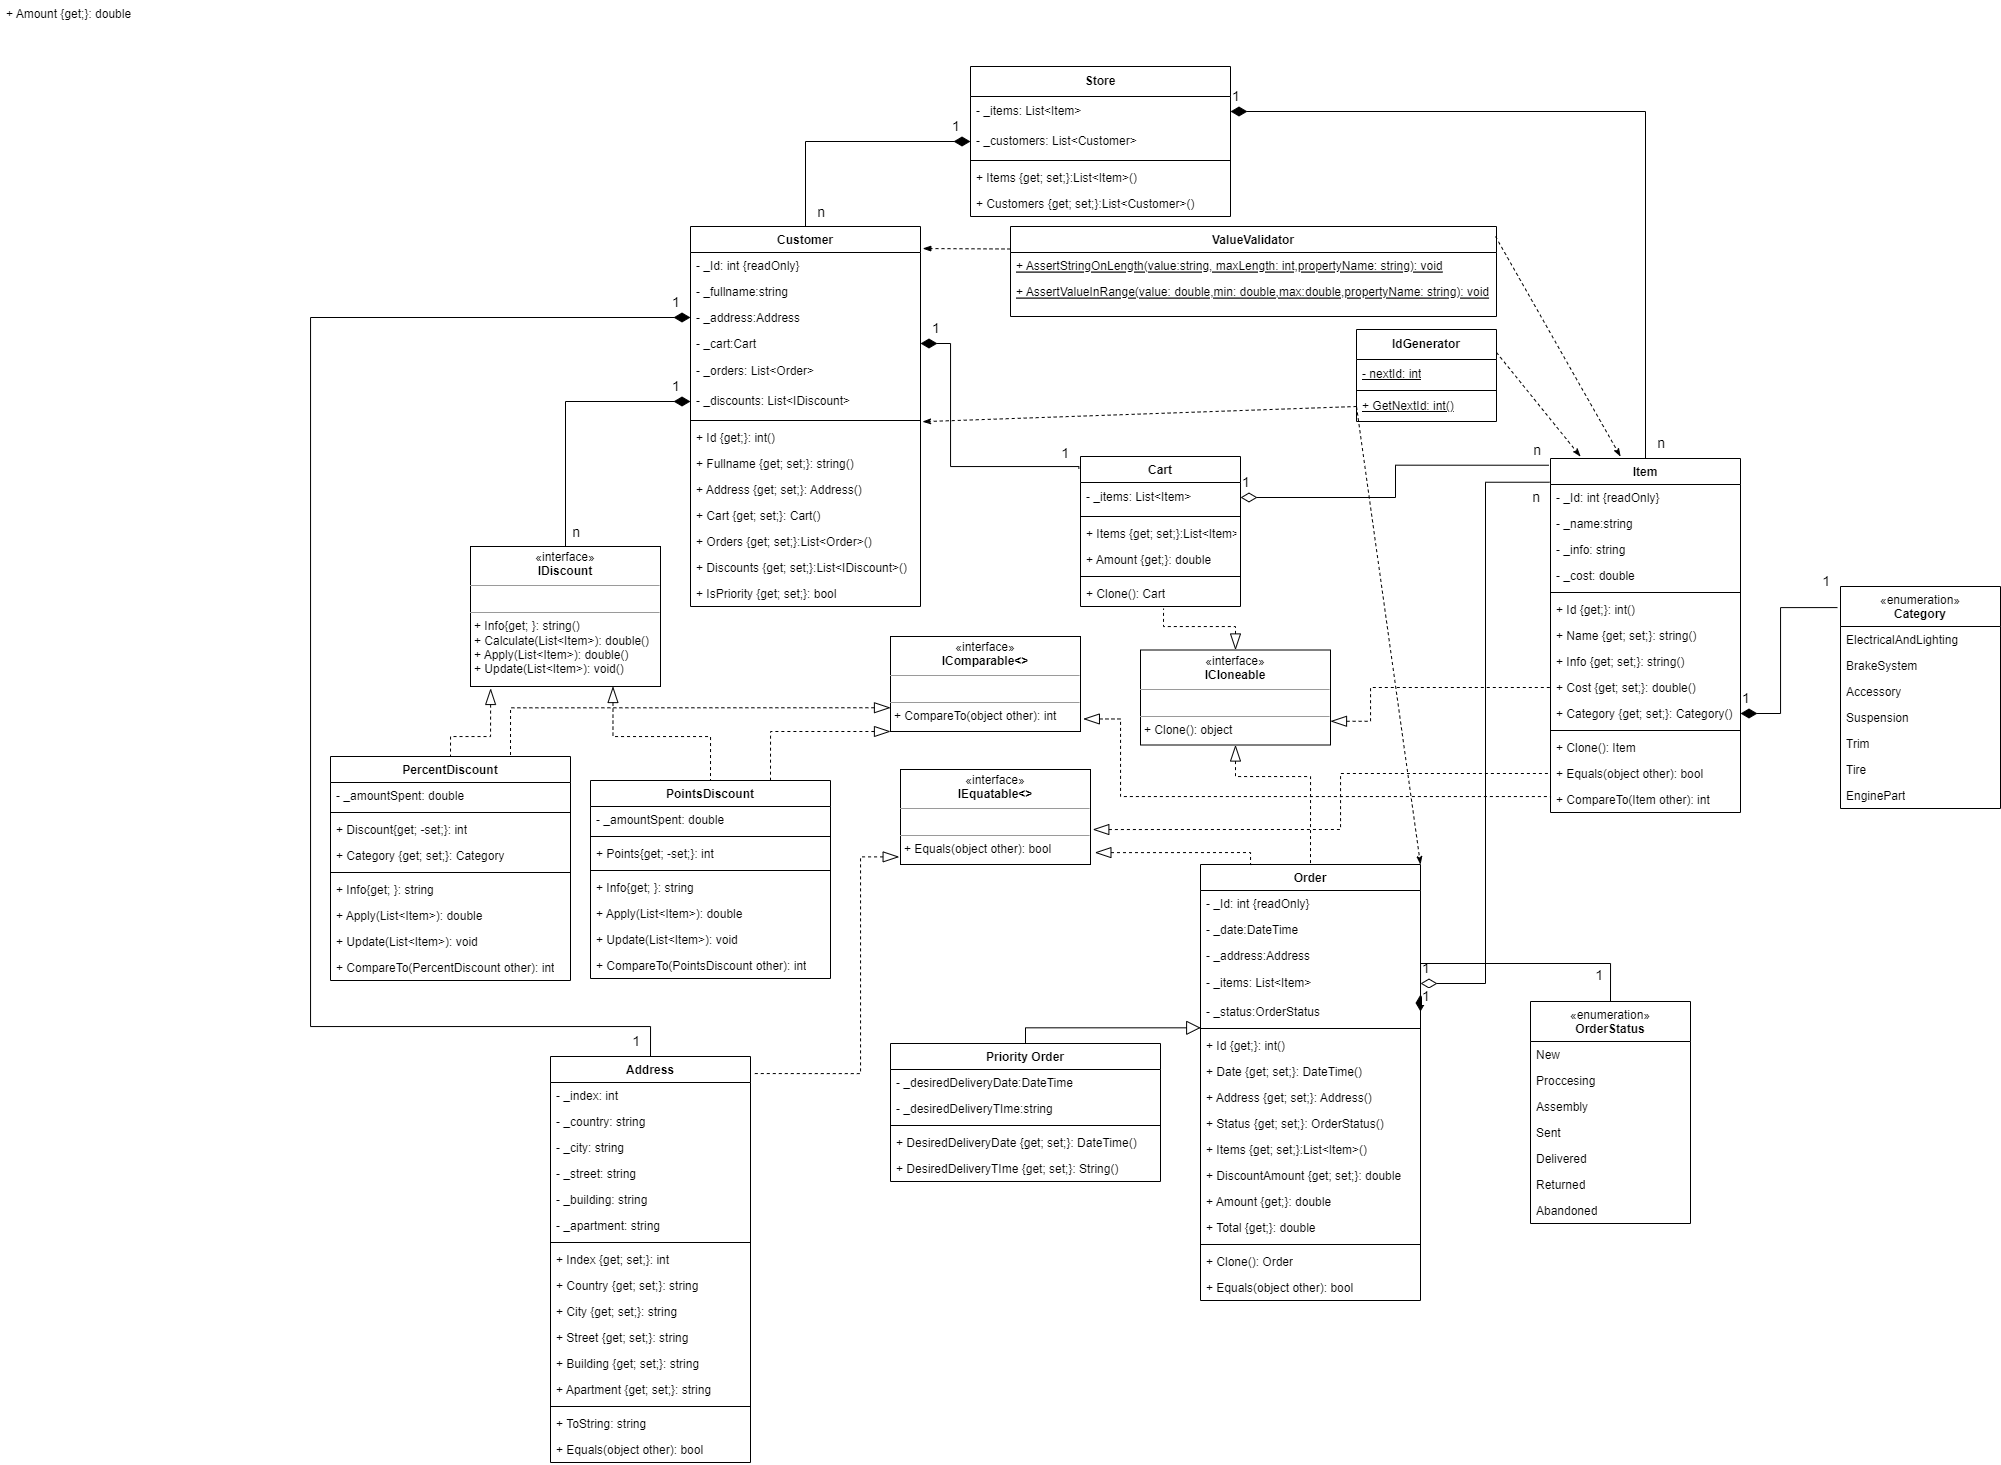 + Amount {get;}: double
Store
- _items: List<Item>
- _customers: List<Customer>
+ Items {get; set;}:List<Item>()
+ Customers {get; set;}:List<Customer>()
1
1
n
n
Customer
- _Id: int {readOnly}
- _fullname:string
- _address:Address
- _cart:Cart
- _orders: List<Order>
- _discounts: List<IDiscount>
+ Id {get;}: int()
+ Fullname {get; set;}: string()
+ Address {get; set;}: Address()
+ Cart {get; set;}: Cart()
+ Orders {get; set;}:List<Order>()
+ Discounts {get; set;}:List<IDiscount>()
+ IsPriority {get; set;}: bool
1
1
1
ValueValidator
+ AssertStringOnLength(value:string, maxLength: int,propertyName: string): void
+ AssertValueInRange(value: double,min: double,max:double,propertyName: string): void
IdGenerator
- nextId: int
+ GetNextId: int()
1
Cart
- _items: List<Item>
+ Items {get; set;}:List<Item>
+ Amount {get;}: double
+ Clone(): Cart
1
n
n
Item
- _Id: int {readOnly}
- _name:string
- _info: string
- _cost: double
+ Id {get;}: int()
+ Name {get; set;}: string()
+ Info {get; set;}: string()
+ Cost {get; set;}: double()
+ Category {get; set;}: Category()
+ Clone(): Item
+ Equals(object other): bool
+ CompareTo(Item other): int
1
1
«enumeration»
Category
ElectricalAndLighting
BrakeSystem
Accessory
Suspension
Trim
Tire
EnginePart
n
«interface»
IDiscount
+ Info{get; }: string()
+ Calculate(List<Item>): double()
+ Apply(List<Item>): double()
+ Update(List<Item>): void()
«interface»
IComparable<>
+ CompareTo(object other): int
«interface»
ICloneable
+ Clone(): object
«interface»
IEquatable<>
+ Equals(object other): bool
PercentDiscount
- _amountSpent: double
+ Discount{get; -set;}: int
+ Category {get; set;}: Category
+ Info{get; }: string
+ Apply(List<Item>): double
+ Update(List<Item>): void
+ CompareTo(PercentDiscount other): int
PointsDiscount
- _amountSpent: double
+ Points{get; -set;}: int
+ Info{get; }: string
+ Apply(List<Item>): double
+ Update(List<Item>): void
+ CompareTo(PointsDiscount other): int
Order
- _Id: int {readOnly}
- _date:DateTime
- _address:Address
- _items: List<Item>
- _status:OrderStatus
+ Id {get;}: int()
+ Date {get; set;}: DateTime()
+ Address {get; set;}: Address()
+ Status {get; set;}: OrderStatus()
+ Items {get; set;}:List<Item>()
+ DiscountAmount {get; set;}: double
+ Amount {get;}: double
+ Total {get;}: double
+ Clone(): Order
+ Equals(object other): bool
1
1
1
«enumeration»
OrderStatus
New
Proccesing
Assembly
Sent
Delivered
Returned
Abandoned
Priority Order
- _desiredDeliveryDate:DateTime
- _desiredDeliveryTIme:string
+ DesiredDeliveryDate {get; set;}: DateTime()
+ DesiredDeliveryTIme {get; set;}: String()
1
Address
- _index: int
- _country: string
- _city: string
- _street: string
- _building: string
- _apartment: string
+ Index {get; set;}: int
+ Country {get; set;}: string
+ City {get; set;}: string
+ Street {get; set;}: string
+ Building {get; set;}: string
+ Apartment {get; set;}: string
+ ToString: string
+ Equals(object other): bool